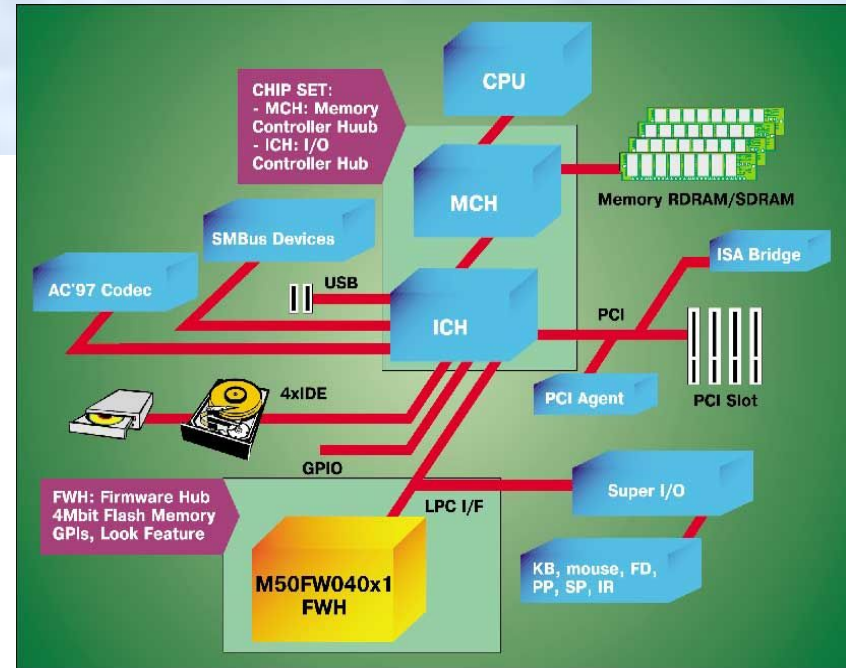 CPU
CHIP SET:
- MCH: Memory
Controller Huub
- ICH: I/O
Controller Hub
MCH
Memory RDRAM/SDRAM
SMBus Devices
ISA Bridge
AC'97 Codec
USB
ICH
PCI
4xIDE
PCI Agent
PCI Slot
GPIO
FWH: Firmware Hub
4Mbit Flash Memory
GPIs, Look Feature
LPC I/F
Super I/O
M50FW040x1
FWH
KB, mouse, FD,
PP, SP, IR